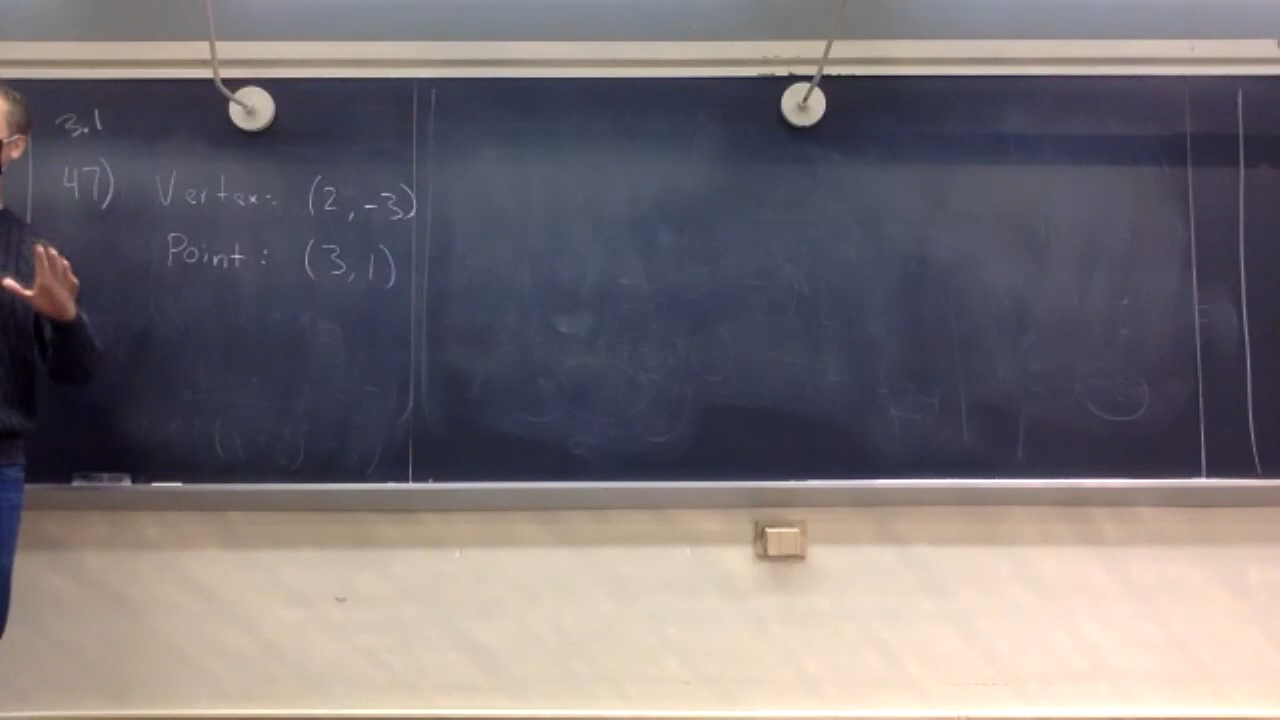 3.1
47) Vertex: (2, -3)
Point: (3, 1)